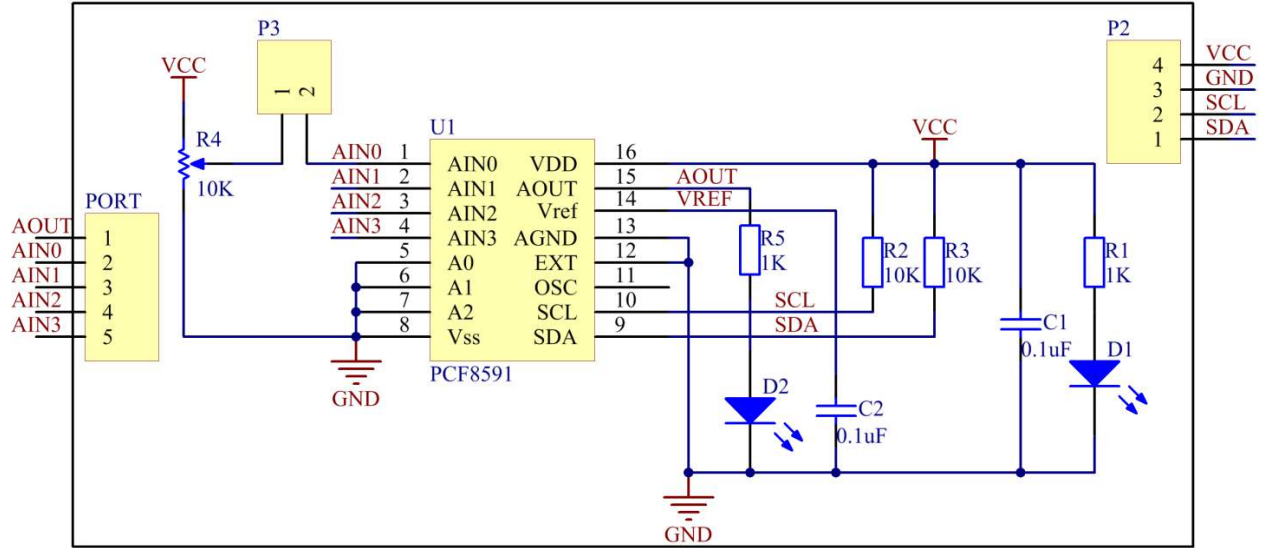 P3
P2
VCC
4 VCC
3 GND
2 SCL
1 SDA
1 2
R4
10K
U1
VCC
AIN0 1 AIN0 VDD 16
AIN1 2 AIN1 AOUT 15 AOUT
AIN2 3 AIN2 Vref 14 VREF
AIN3 4 AIN3 AGND 13
5 A0 EXT 12
6 A1 OSC 11
7 A2 SCL 10 SCL
8 Vss SDA 9 SDA
PCF8591
GND
PORT
AOUT 1
AIN0 2
AIN1 3
AIN2 4
AIN3 5
R5
1K
R2
10K
R3
10K
R1
1K
C1
0.1uF
D1
D2
C2
0.1uF
GND